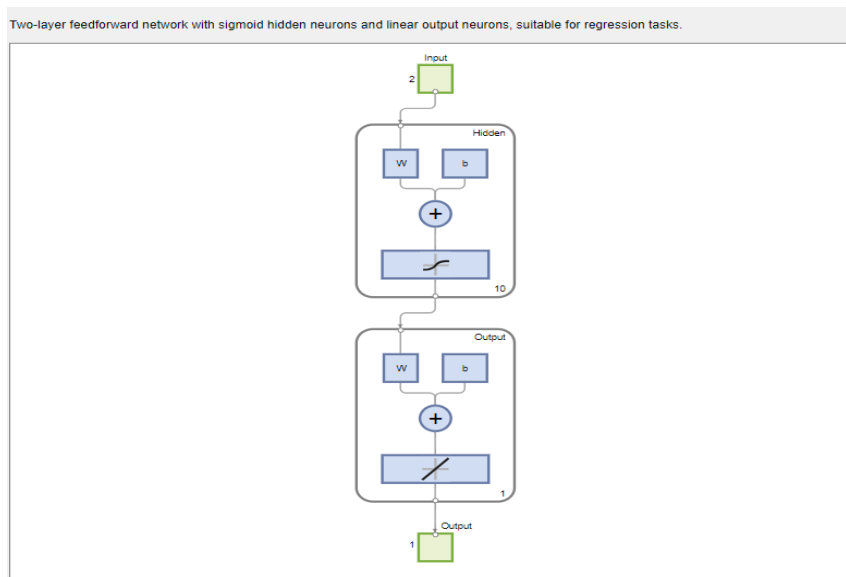 Two-layer feedforward network with sigmoid hidden neurons and linear output neurons, suitable for regression tasks.
Input
2
Hidden
W b
+
10
Output
W b
+
1
Output
1